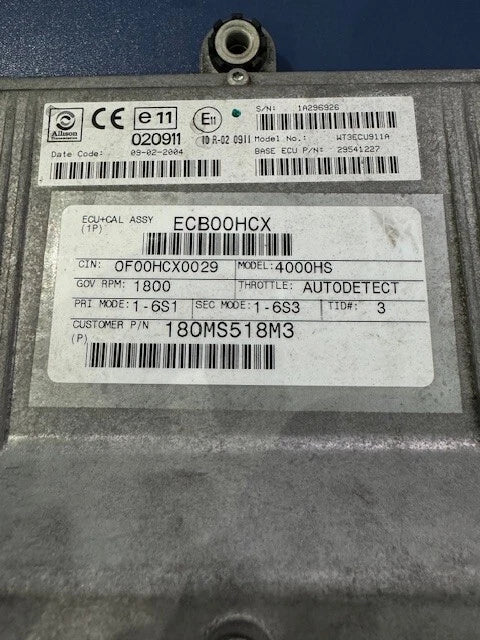 Allison
Transmission
CE
e11
020911
E11
10 R-02 0911
Date Code: 09-02-2004
S/N: 1A296926
Model No.: WT3ECU911A
BASE ECU P/N: 29541227
ECU+CAL ASSY ECB00HCX
(1P)
CIN: 0F00HCX0029 MODEL: 4000HS
GOV RPM: 1800 THROTTLE: AUTODETECT
PRI MODE: 1-6S1 SEC MODE: 1-6S3 TID#: 3
CUSTOMER P/N 180MS518M3
(P)